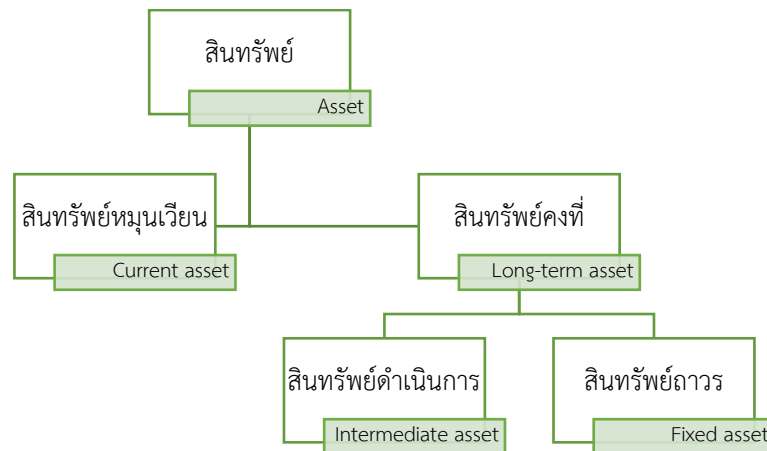 สินทรัพย์
Asset
สินทรัพย์หมุนเวียน
Current asset
สินทรัพย์คงที่
Long-term asset
สินทรัพย์ดำเนินการ
Intermediate asset
สินทรัพย์ถาวร
Fixed asset